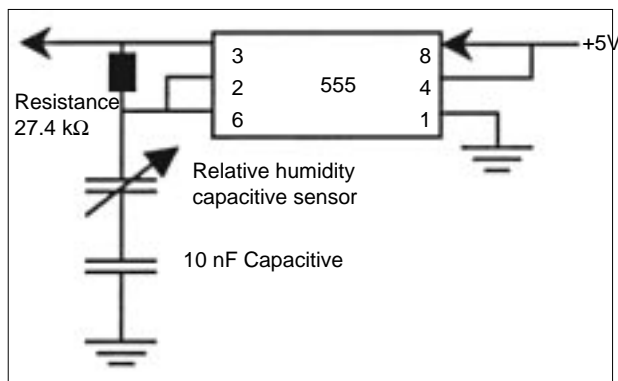 3 8 +5V
2 555 4
Resistance
27.4 kΩ
6 1
Relative humidity
capacitive sensor
10 nF Capacitive